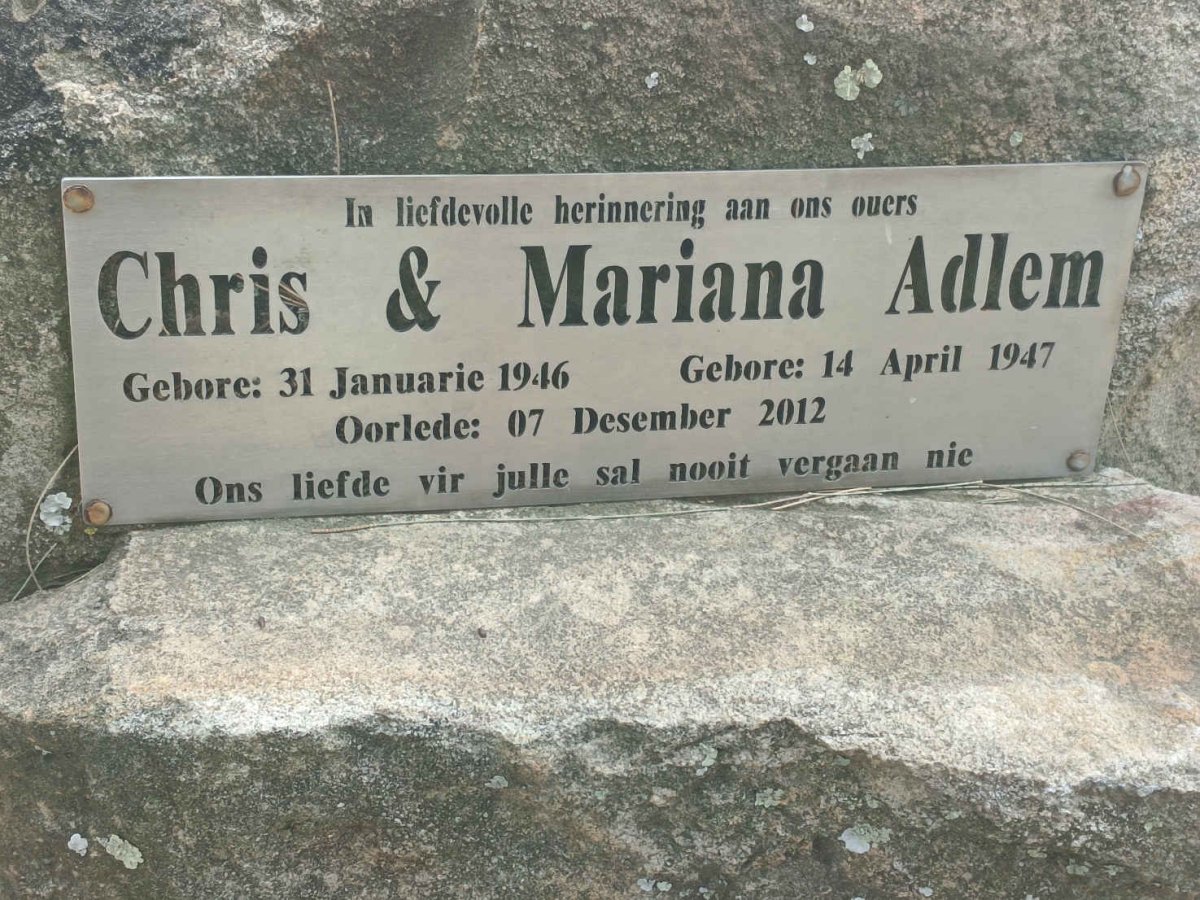 In liefdevolle herinnering aan ons ouers
Chris & Mariana Adlem
Gebore: 31 Januarie 1946 Gebore: 14 April 1947
Oorlede: 07 Desember 2012
Ons liefde vir julle sal nooit vergaan nie